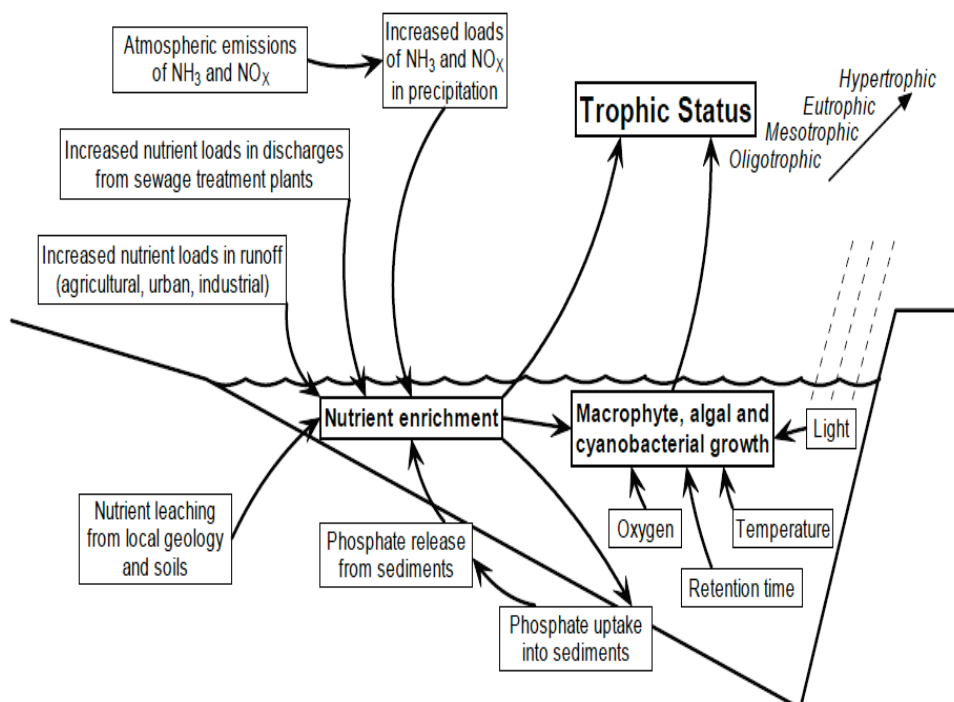 Atmospheric emissions
of NH₃ and NOₓ
Increased loads
of NH₃ and NOₓ
in precipitation
Trophic Status
Hypertrophic
Eutrophic
Mesotrophic
Oligotrophic
Increased nutrient loads in discharges
from sewage treatment plants
Increased nutrient loads in runoff
(agricultural, urban, industrial)
Nutrient enrichment
Macrophyte, algal and
cyanobacterial growth
Light
Nutrient leaching
from local geology
and soils
Phosphate release
from sediments
Oxygen
Temperature
Retention time
Phosphate uptake
into sediments